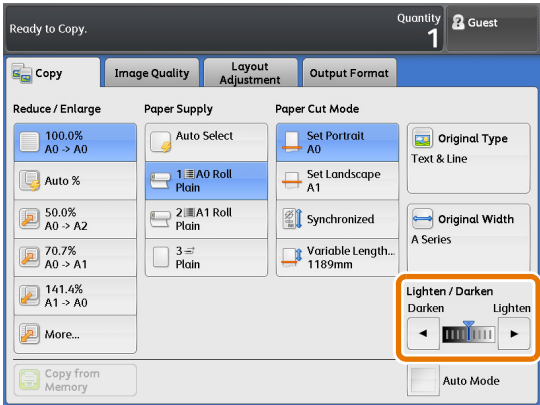 Ready to Copy.
Quantity
1
Guest
Copy
Image Quality
Layout
Adjustment
Output Format
Reduce / Enlarge
100.0%
A0 -> A0
Auto %
50.0%
A0 -> A2
70.7%
A0 -> A1
141.4%
A1 -> A0
More...
Copy from
Memory
Paper Supply
Auto Select
1 A0 Roll
Plain
2 A1 Roll
Plain
3
Plain
Paper Cut Mode
Set Portrait
A0
Set Landscape
A1
Synchronized
Variable Length...
1189mm
Original Type
Text & Line
Original Width
A Series
Lighten / Darken
Darken Lighten
Auto Mode